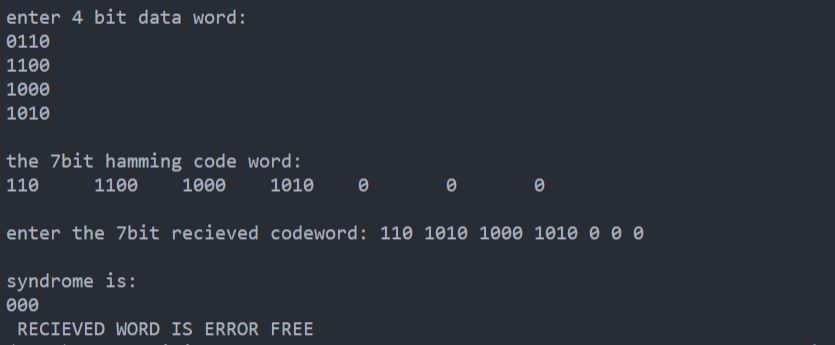 enter 4 bit data word:
0110
1100
1000
1010
the 7bit hamming code word:
110 1100 1000 1010 0 0 0
enter the 7bit recieved codeword: 110 1010 1000 1010 0 0 0
syndrome is:
000
RECIEVED WORD IS ERROR FREE